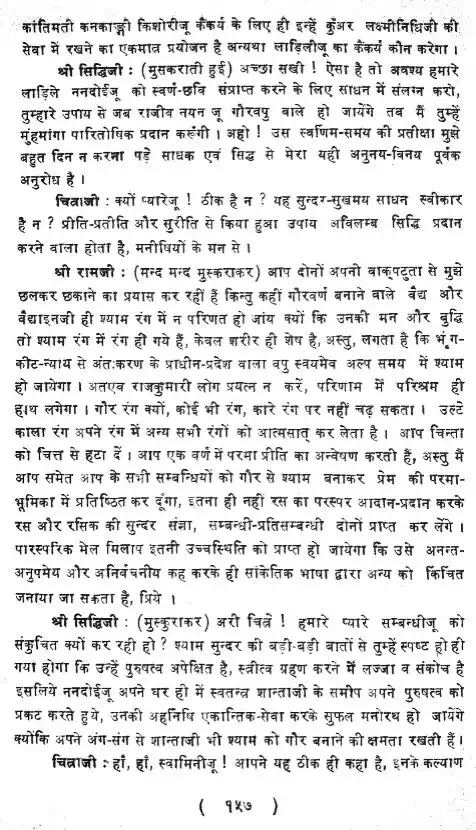 कांतिमती कनकाङ्गी किशोरीजू कैंकर्य के लिए ही इन्हें कुँअर लक्ष्मीनिधिजी की
सेवा में रखने का एकमात्र प्रयोजन है अन्यथा लाड़िलीजू का कैंकर्य कौन करेगा ।
श्री सिद्धिजी : (मुसकराती हुई) अच्छा सखी ! ऐसा है तो अवश्य हमारे
लाड़िले ननदोईजू को स्वर्ण-छवि संप्राप्त करने के लिए साधन में संलग्न करो,
तुम्हारे उपाय से जब राजीव नयन जू गौरवपु वाले हो जायेंगे तब मैं तुम्हें
मुंहमांगा पारितोषिक प्रदान करूँगी । अहो ! उस स्वर्णिम-समय की प्रतीक्षा मुझे
बहुत दिन न करना पड़े साधक एवं सिद्ध से मेरा यही अनुनय-विनय पूर्वक
अनुरोध है ।
चित्राजी : क्यों प्यारेजू ! ठीक है न ? यह सुन्दर-सुखमय साधन स्वीकार
है न ? प्रीति-प्रतीति और सुरीति से किया हुआ उपाय अविलम्ब सिद्धि प्रदान
करने वाला होता है, मनीषियों के मन से ।
श्री रामजी : (मन्द मन्द मुस्कराकर) आप दोनों अपनी वाक्पटुता से मुझे
छलकर छकाने का प्रयास कर रहीं हैं किन्तु कहीं गौरवर्ण बनाने वाले वैद्य और
वैद्याइनजी ही श्याम रंग में न परिणत हो जांय क्यों कि उनकी मन और बुद्धि
तो श्याम रंग में रंग ही गये हैं, केवल शरीर ही शेष है, अस्तु, लगता है कि भृंग-
कीट-न्याय से अंतःकरण के प्राधीन-प्रदेश वाला वपु स्वयमेव अल्प समय में श्याम
हो जायेगा । अतएव राजकुमारी लोग प्रयत्न न करें, परिणाम में परिश्रम ही
हाथ लगेगा । गौर रंग क्यों, कोई भी रंग, कारे रंग पर नहीं चढ़ सकता । उल्टे
काला रंग अपने रंग में अन्य सभी रंगों को आत्मसात् कर लेता है । आप चिन्ता
को चित्त से हटा दें । आप एक वर्ण में परमा प्रीति का अन्वेषण करती हैं, अस्तु मैं
आप समेत आप के सभी सम्बन्धियों को गौर से श्याम बनाकर प्रेम की परमा-
भूमिका में प्रतिष्ठित कर दूंगा, इतना ही नहीं रस का परस्पर आदान-प्रदान करके
रस और रसिक की सुन्दर संज्ञा, सम्बन्धी-प्रतिसम्बन्धी दोनों प्राप्त कर लेंगे ।
पारस्परिक मेल मिलाप इतनी उच्चस्थिति को प्राप्त हो जायेगा कि उसे अनन्त-
अनुपमेय और अनिर्वचनीय कह करके ही सांकेतिक भाषा द्वारा अन्य को किंचित
जनाया जा सकता है, प्रिये ।
श्री सिद्धिजी : (मुस्कुराकर) अरी चित्रे ! हमारे प्यारे सम्बन्धीजू को
संकुचित क्यों कर रही हो ? श्याम सुन्दर की बड़ी-बड़ी बातों से तुम्हें स्पष्ट हो ही
गया होगा कि उन्हें पुरुषत्व अपेक्षित है, स्त्रीत्व ग्रहण करने में लज्जा व संकोच है
इसलिये ननदोईजू अपने घर ही में स्वतन्त्र शान्ताजी के समीप अपने पुरुषत्व को
प्रकट करते हुये, उनकी अहर्निषि एकान्तिक-सेवा करके सुफल मनोरथ हो जायेंगे
क्योंकि अपने अंग-संग से शान्ताजी भी श्याम को गौर बनाने की क्षमता रखती हैं ।
चित्राजी : हाँ, हाँ, स्वामिनीजू ! आपने यह ठीक ही कहा है, इनके कल्याण
( १५७ )